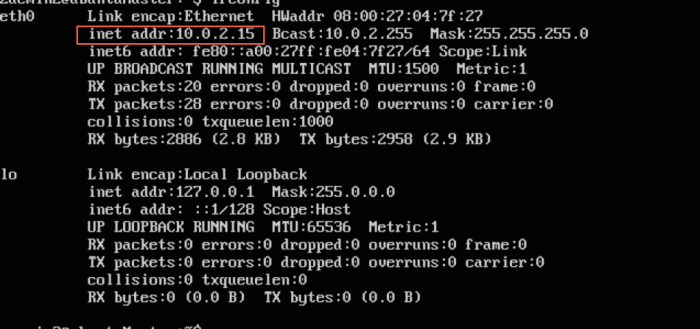 eth0 Link encap:Ethernet HWaddr 08:00:27:04:7f:27
inet addr:10.0.2.15 Bcast:10.0.2.255 Mask:255.255.255.0
inet6 addr: fe80::a00:27ff:fe04:7f27/64 Scope:Link
UP BROADCAST RUNNING MULTICAST MTU:1500 Metric:1
RX packets:20 errors:0 dropped:0 overruns:0 frame:0
TX packets:28 errors:0 dropped:0 overruns:0 carrier:0
collisions:0 txqueuelen:1000
RX bytes:2886 (2.8 KB) TX bytes:2958 (2.9 KB)
lo Link encap:Local Loopback
inet addr:127.0.0.1 Mask:255.0.0.0
inet6 addr: ::1/128 Scope:Host
UP LOOPBACK RUNNING MTU:65536 Metric:1
RX packets:0 errors:0 dropped:0 overruns:0 frame:0
TX packets:0 errors:0 dropped:0 overruns:0 carrier:0
collisions:0 txqueuelen:0
RX bytes:0 (0.0 B) TX bytes:0 (0.0 B)